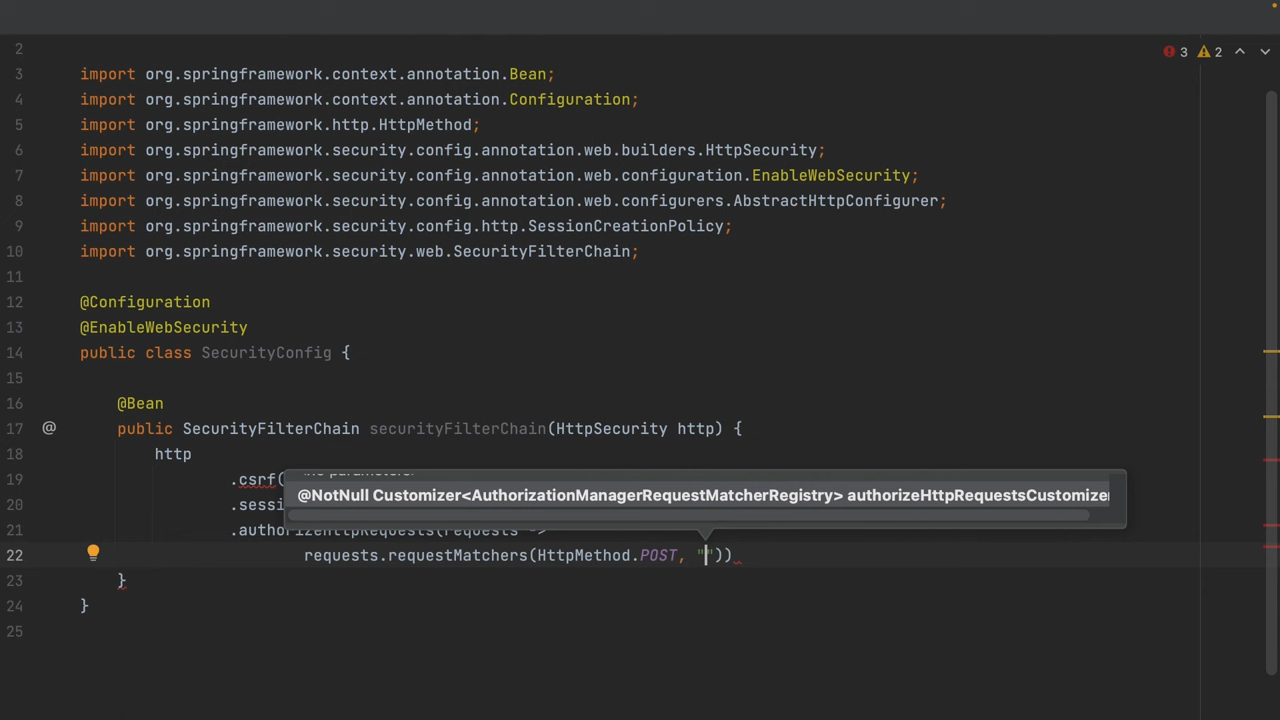 3 2
2
3 import org.springframework.context.annotation.Bean;
4 import org.springframework.context.annotation.Configuration;
5 import org.springframework.http.HttpMethod;
6 import org.springframework.security.config.annotation.web.builders.HttpSecurity;
7 import org.springframework.security.config.annotation.web.configuration.EnableWebSecurity;
8 import org.springframework.security.config.annotation.web.configurers.AbstractHttpConfigurer;
9 import org.springframework.security.config.http.SessionCreationPolicy;
10 import org.springframework.security.web.SecurityFilterChain;
11
12 @Configuration
13 @EnableWebSecurity
14 public class SecurityConfig {
15
16 @Bean
17 @ public SecurityFilterChain securityFilterChain(HttpSecurity http) {
18 http
19 .csrf(
<no parameters>
@NotNull Customizer<AuthorizationManagerRequestMatcherRegistry> authorizeHttpRequestsCustomizer
20 .sessi
21 .authorizeHttpRequests(requests ->
22 requests.requestMatchers(HttpMethod.POST, ""))
23 }
24 }
25